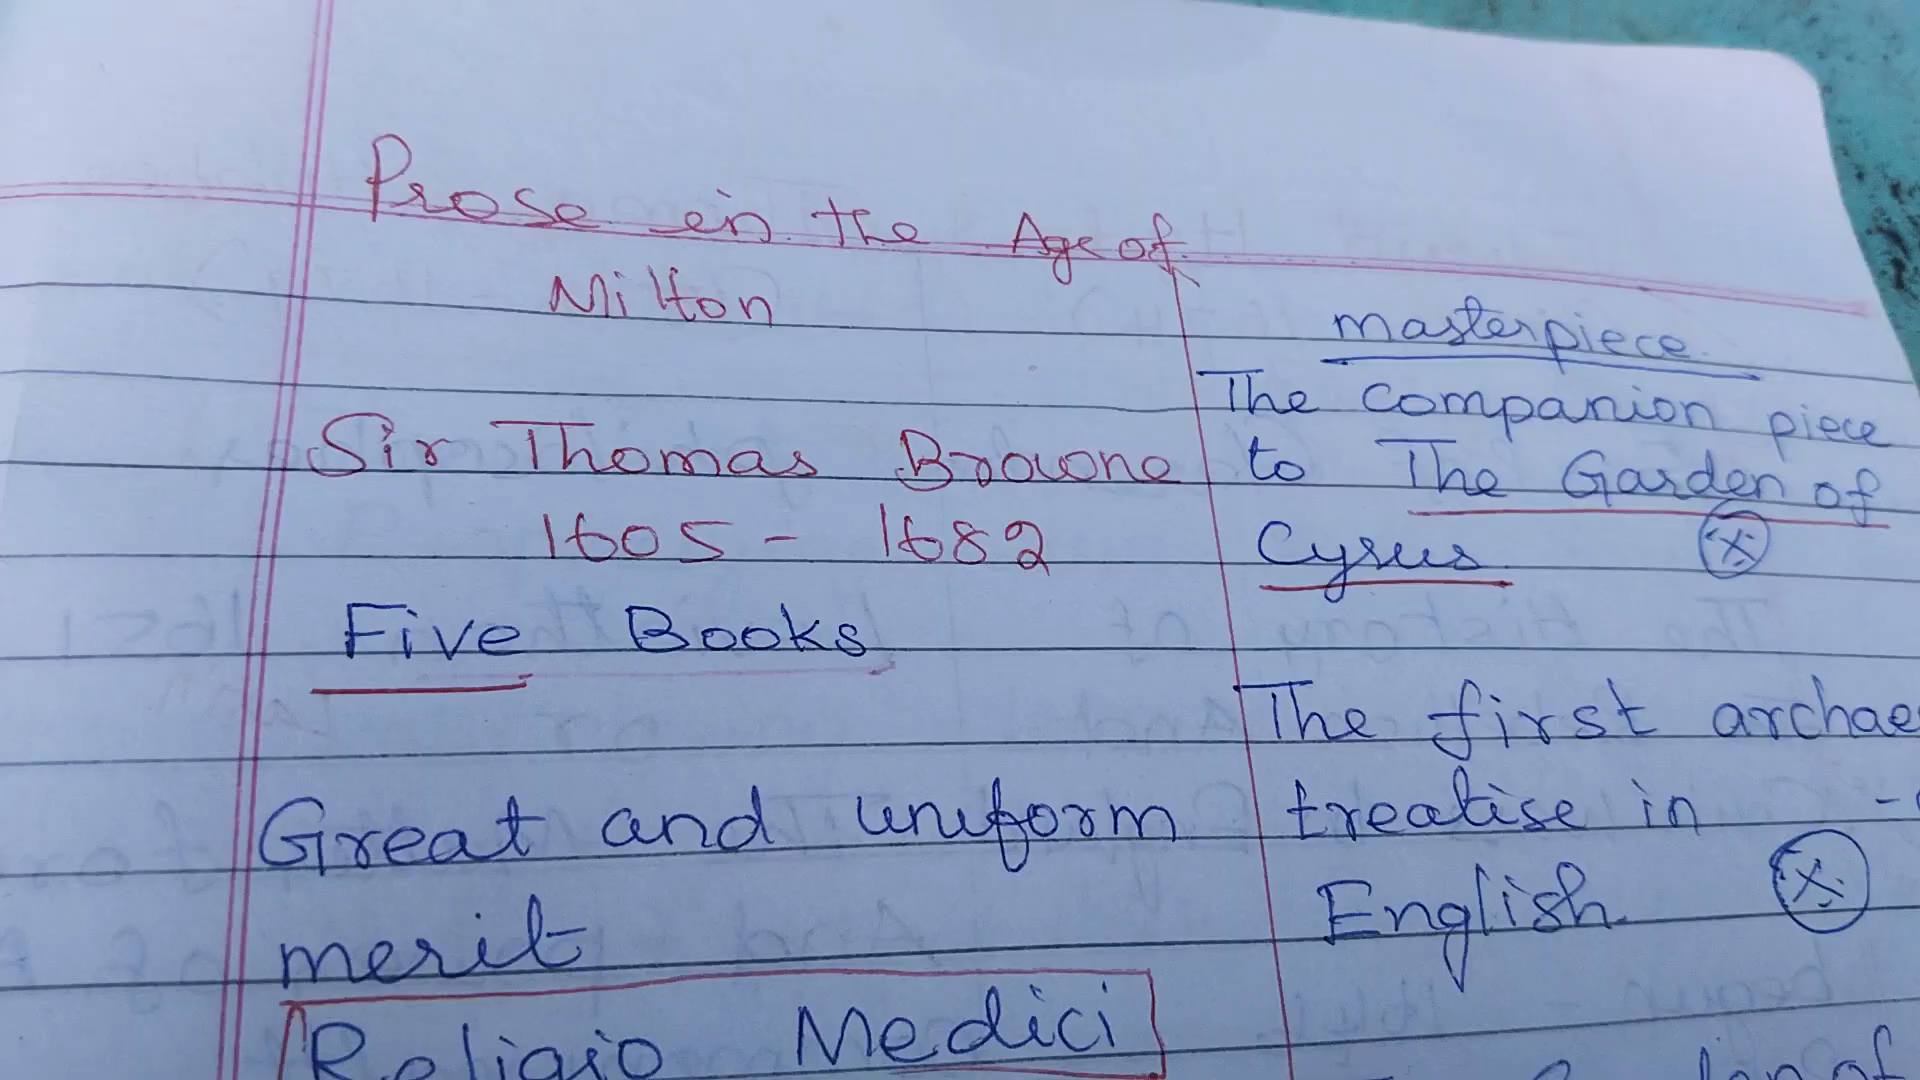 Prose in the Age of
Milton
Sir Thomas Browne
1605 - 1682
Five Books
Great and uniform
merit
Religio Medici
masterpiece.
The companion piece
to The Garden of
Cyrus
The first archae
treatise in -
English